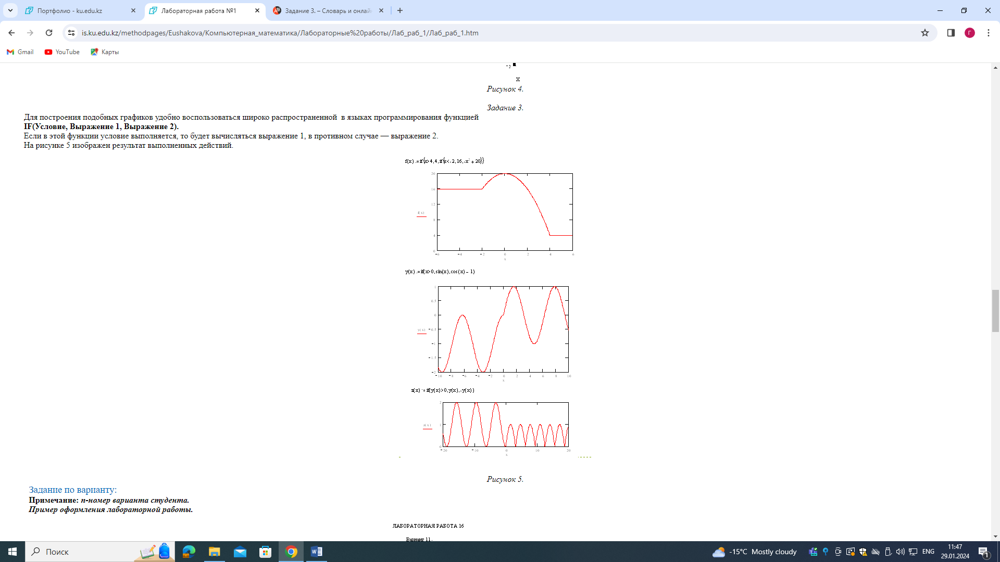 Портфолио - ku.edu.kz
Лабораторная работа №1
Задание 3. – Словарь и онлай
is.ku.edu.kz/methodpages/Eushakova/Компьютерная_математика/Лабораторные%20работы/Лаб_раб_1/Лаб_раб_1.htm
Г
Gmail
YouTube
Карты
-2
x
Рисунок 4.
Задание 3.
Для построения подобных графиков удобно воспользоваться широко распространенной в языках программирования функцией
IF(Условие, Выражение 1, Выражение 2).
Если в этой функции условие выполняется, то будет вычисляться выражение 1, в противном случае — выражение 2.
На рисунке 5 изображен результат выполненных действий.
f(x) := if(x>4,4,if(x<-2,16,-x² + 20))
20
16
12
f(x)
8
4
0
-6 -4 -2 0 2 4 6
x
y(x) := if(x>0,sin(x),cos(x) - 1)
1
0.5
0
y(x) -0.5
-1
-1.5
-2
-10 -8 -6 -4 -2 0 2 4 6 8 10
x
z(x) := if(y(x)>0,y(x),-y(x))
2
z(x) 1
0
-20 -10 0 10 20
x
Рисунок 5.
Задание по варианту:
Примечание: n-номер варианта студента.
Пример оформления лабораторной работы.
ЛАБОРАТОРНАЯ РАБОТА 16
Вариант 11.
Поиск
-15°C Mostly cloudy
ENG
11:47
29.01.2024
1